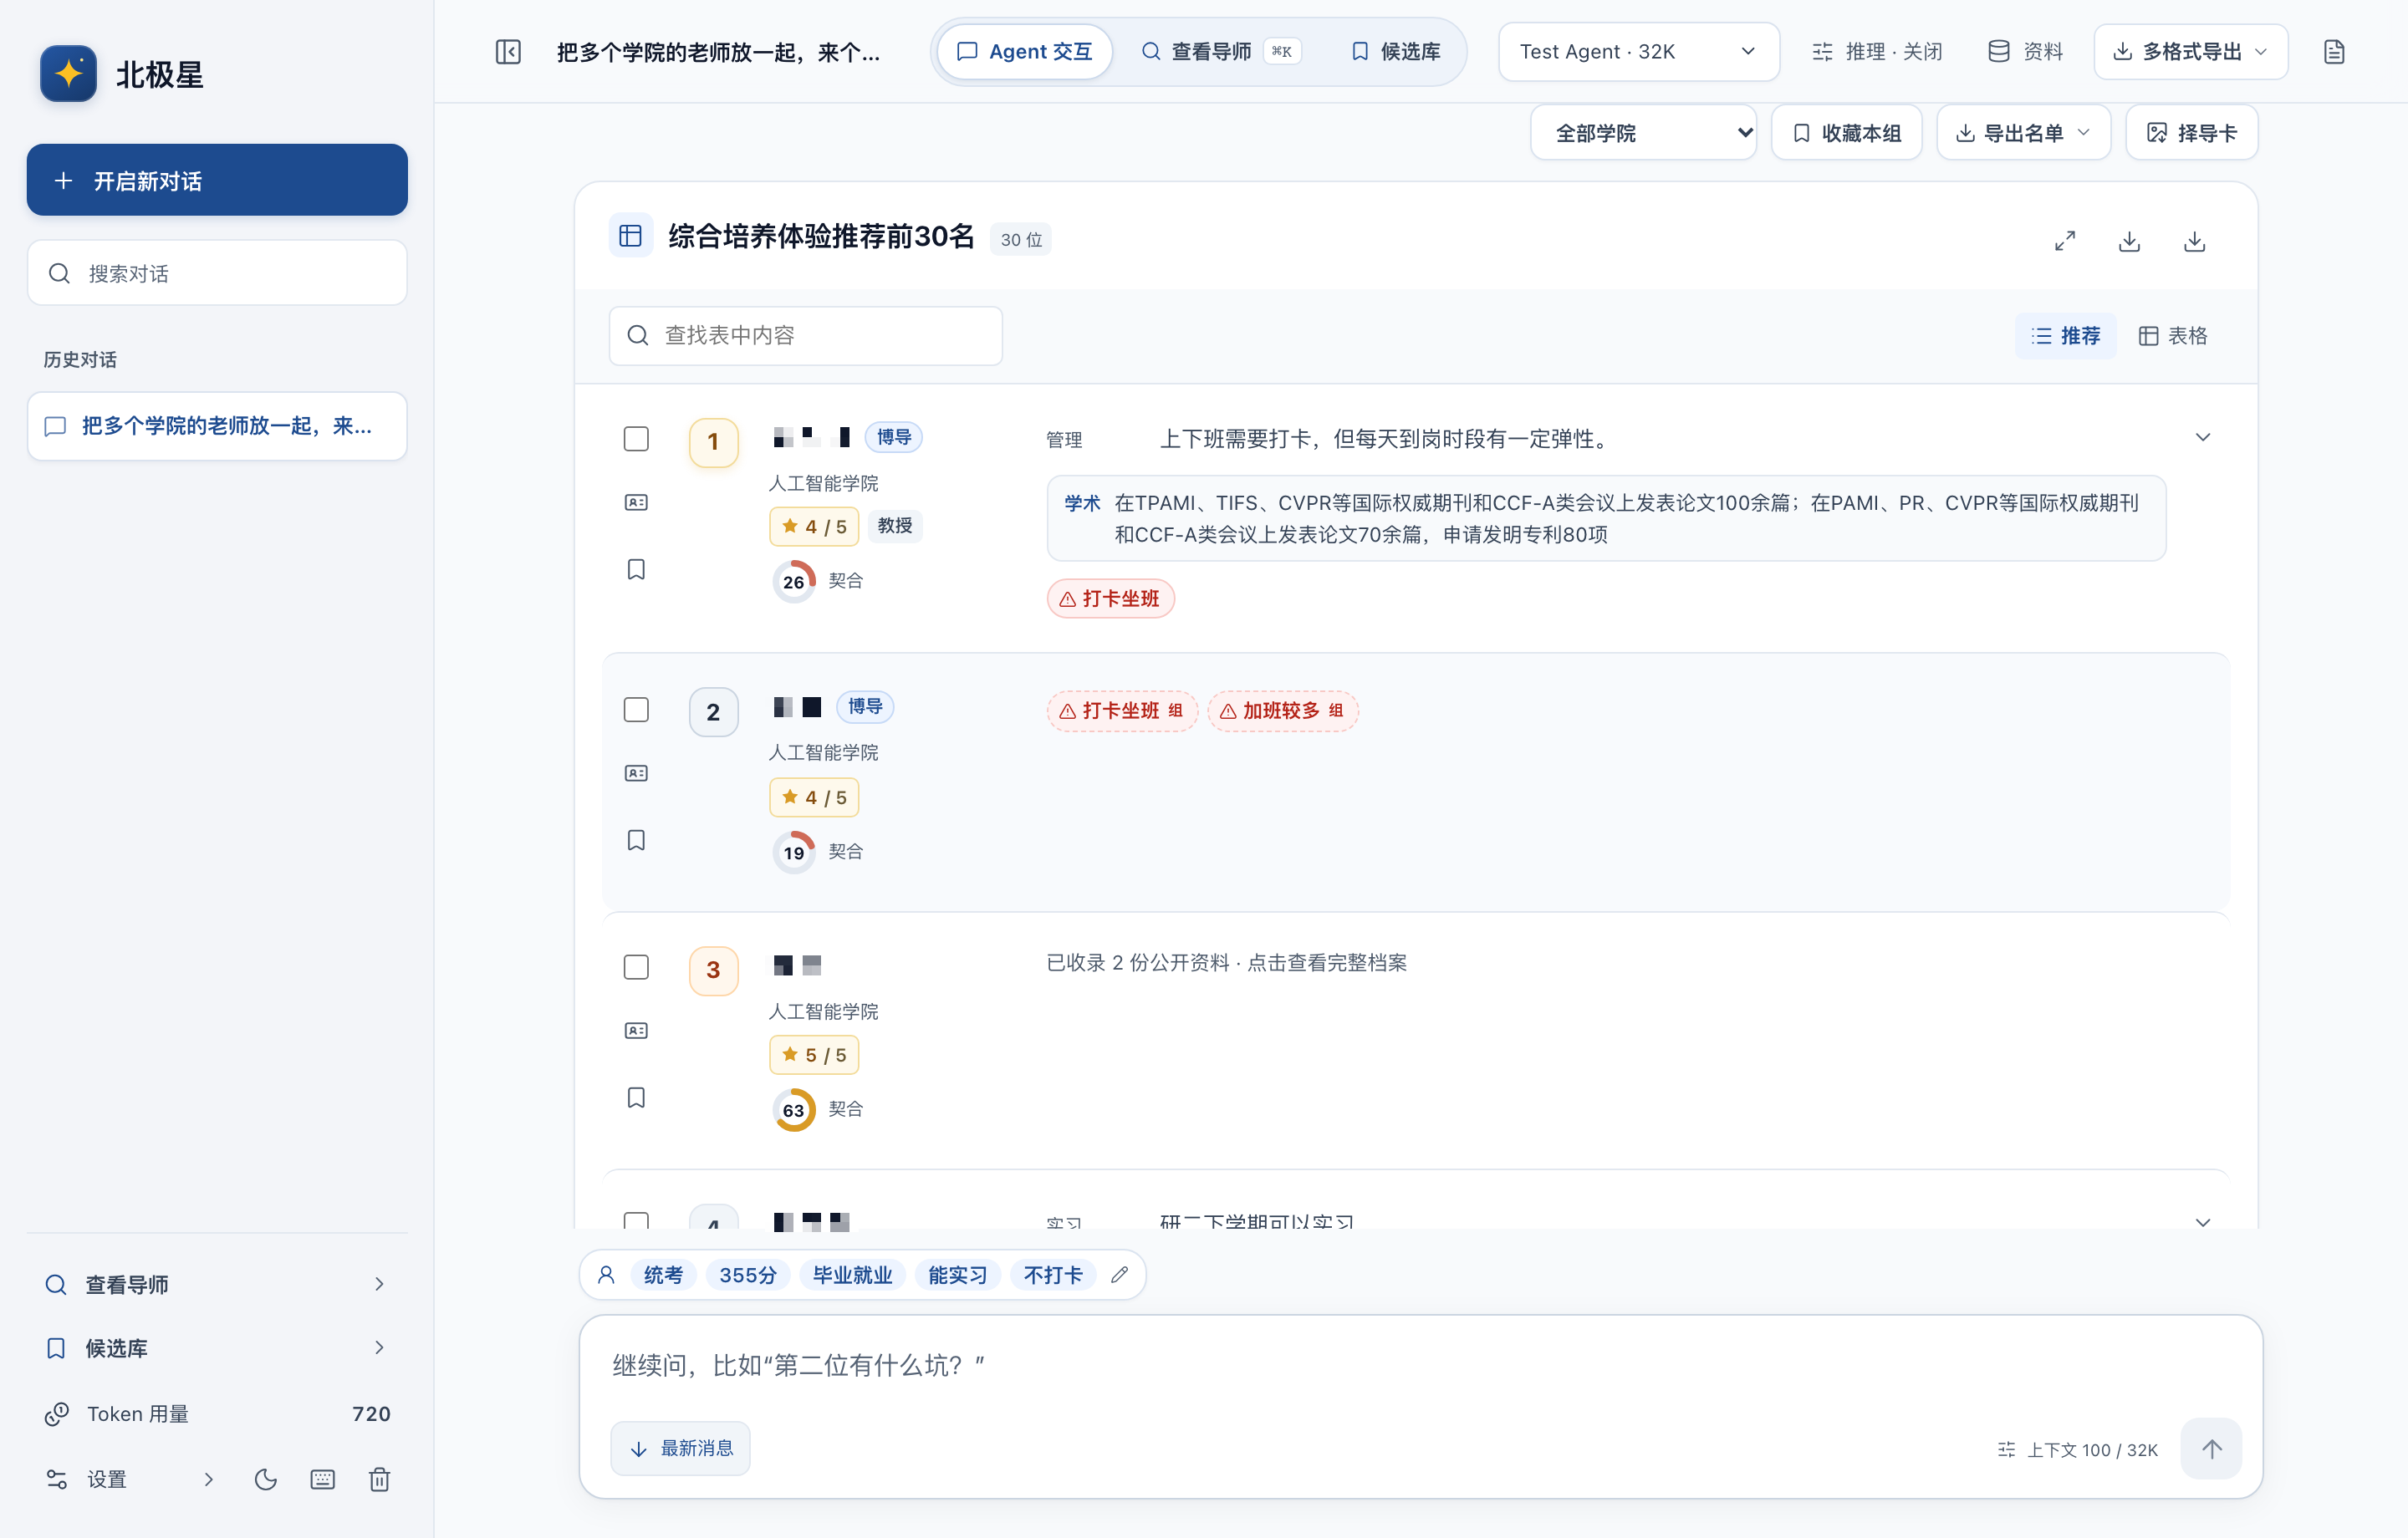 北极星
开启新对话
搜索对话
历史对话
把多个学院的老师放一起，来...
查看导师
候选库
Token 用量 720
设置
把多个学院的老师放一起，来个...
Agent 交互
查看导师 ⌘K
候选库
Test Agent · 32K
推理 · 关闭
资料
多格式导出
全部学院
收藏本组
导出名单
择导卡
综合培养体验推荐前30名 30 位
查找表中内容
推荐
表格
1
博导
人工智能学院
4 / 5 教授
26 契合
管理 上下班需要打卡，但每天到岗时段有一定弹性。
学术 在TPAMI、TIFS、CVPR等国际权威期刊和CCF-A类会议上发表论文100余篇；在PAMI、PR、CVPR等国际权威期刊
和CCF-A类会议上发表论文70余篇，申请发明专利80项
打卡坐班
2
博导
人工智能学院
4 / 5
19 契合
打卡坐班 组 加班较多 组
3
人工智能学院
5 / 5
63 契合
已收录 2 份公开资料 · 点击查看完整档案
4
实习 研二下学期可以实习
统考 355分 毕业就业 能实习 不打卡
继续问，比如“第二位有什么坑？”
最新消息
上下文 100 / 32K